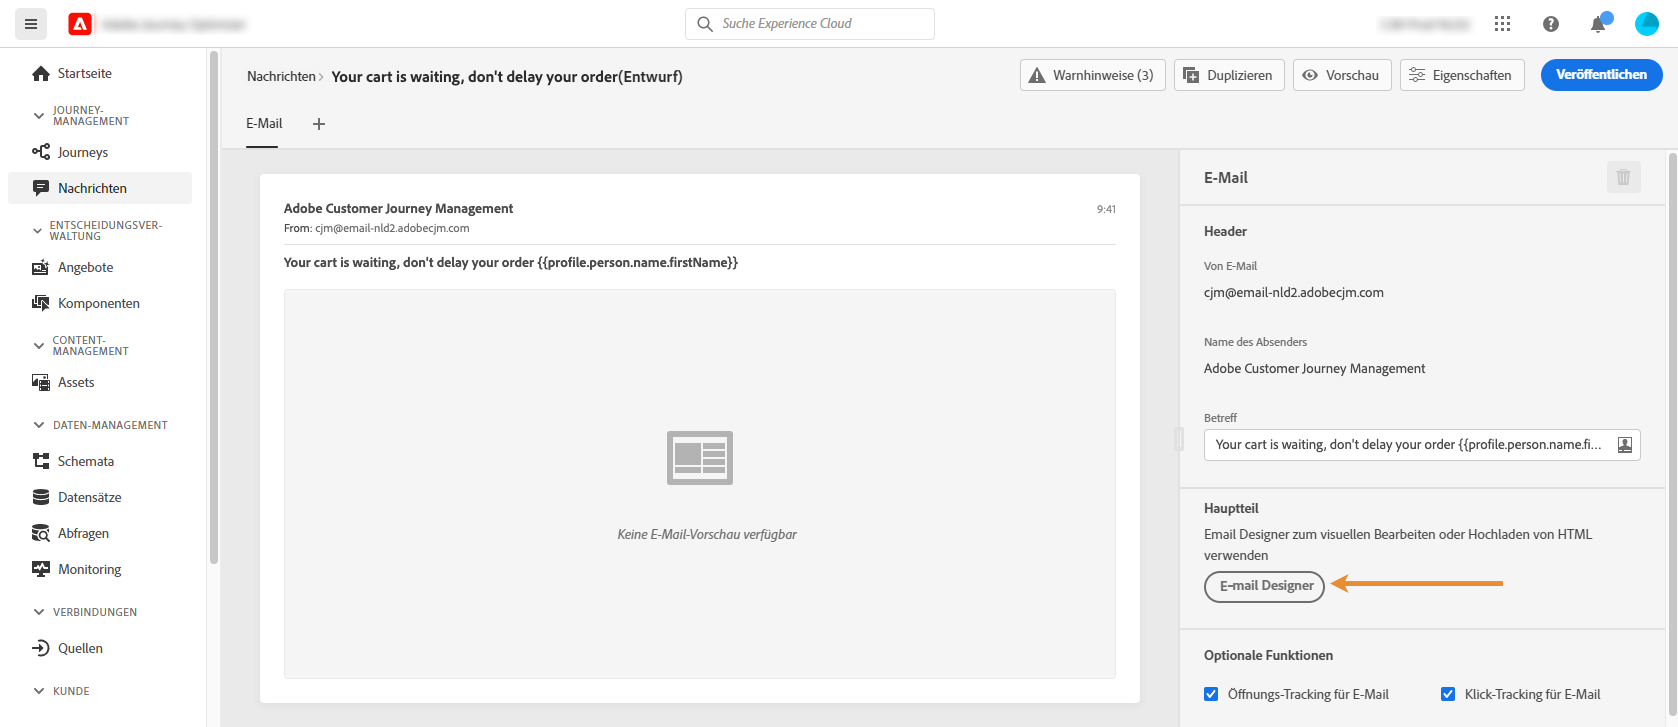 Suche Experience Cloud
Startseite
JOURNEY-
MANAGEMENT
Journeys
Nachrichten
ENTSCHEIDUNGSVER-
WALTUNG
Angebote
Komponenten
CONTENT-
MANAGEMENT
Assets
DATEN-MANAGEMENT
Schemata
Datensätze
Abfragen
Monitoring
VERBINDUNGEN
Quellen
KUNDE
Nachrichten › Your cart is waiting, don't delay your order(Entwurf)
Warnhinweise (3)
Duplizieren
Vorschau
Eigenschaften
Veröffentlichen
E-Mail
Adobe Customer Journey Management
9:41
From: cjm@email-nld2.adobecjm.com
Your cart is waiting, don't delay your order {{profile.person.name.firstName}}
Keine E-Mail-Vorschau verfügbar
E-Mail
Header
Von E-Mail
cjm@email-nld2.adobecjm.com
Name des Absenders
Adobe Customer Journey Management
Betreff
Your cart is waiting, don't delay your order {{profile.person.name.fi...
Hauptteil
Email Designer zum visuellen Bearbeiten oder Hochladen von HTML
verwenden
E-mail Designer
Optionale Funktionen
Öffnungs-Tracking für E-Mail
Klick-Tracking für E-Mail